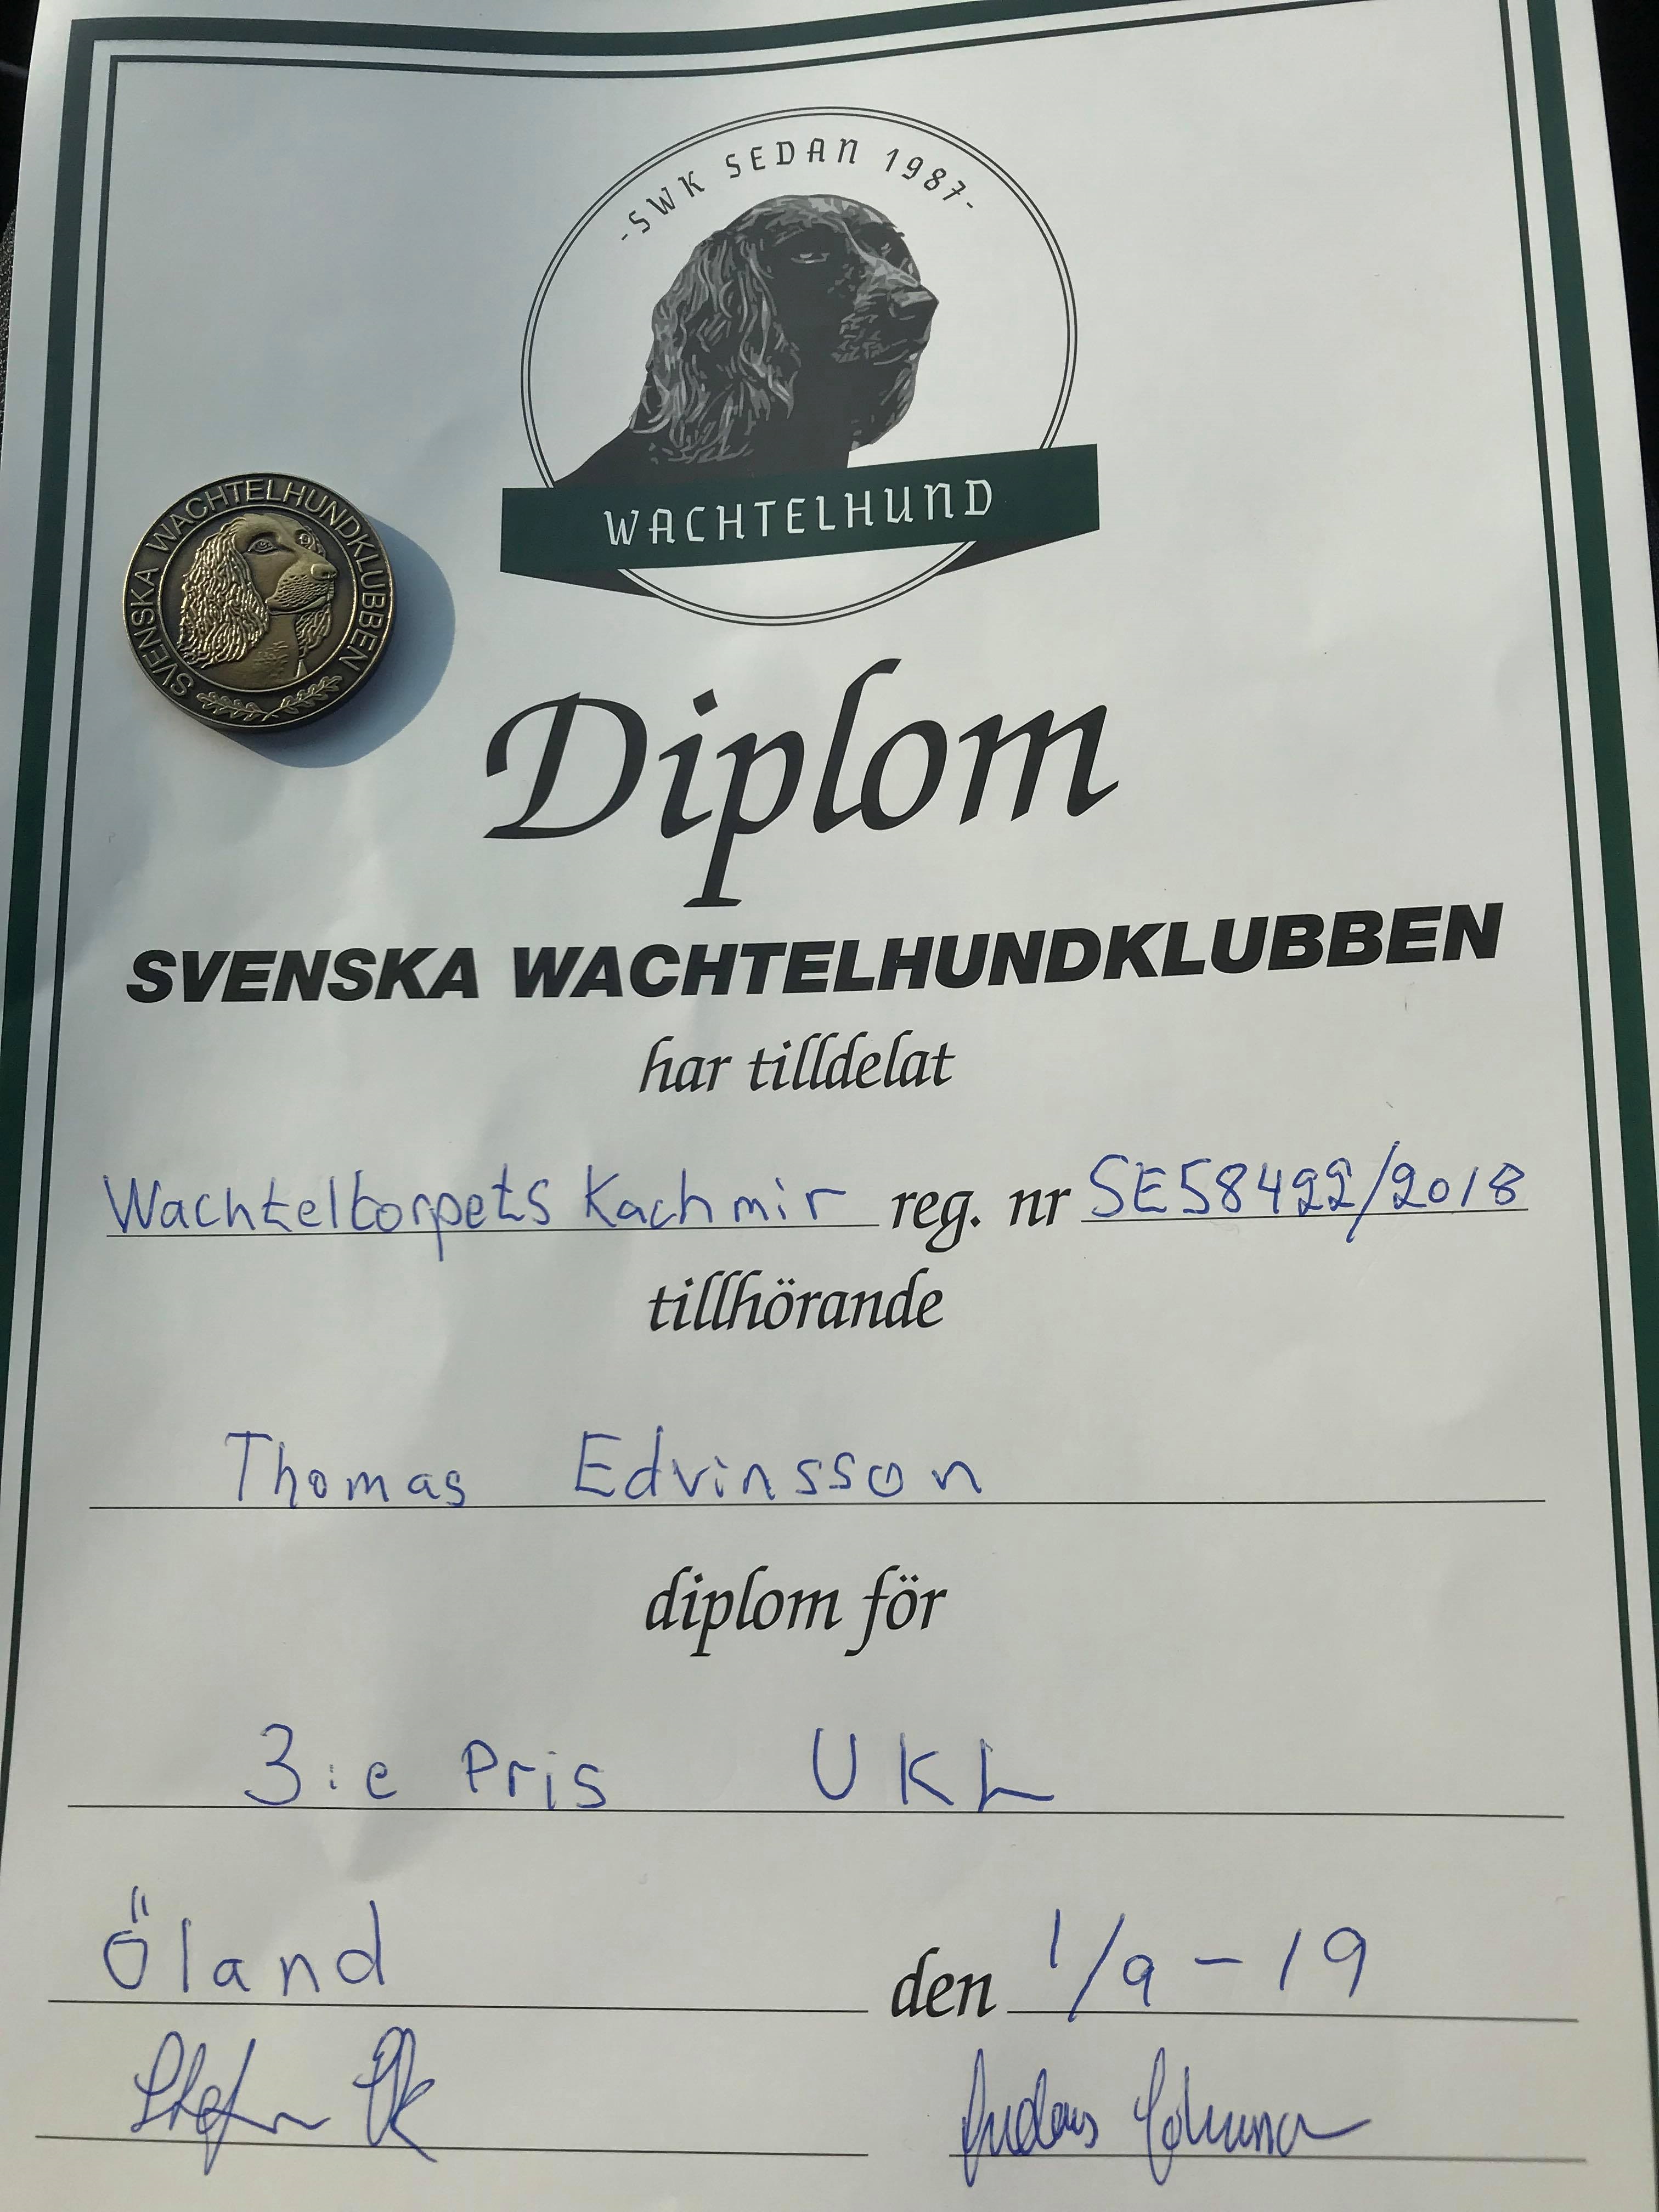 -SWK SEDAN 1987-
WACHTELHUND
SVENSKA WACHTELHUNDKLUBBEN
Diplom
SVENSKA WACHTELHUNDKLUBBEN
har tilldelat
Wachteltorpets Kachmir reg. nr SE58422/2018
tillhörande
Thomas Edvinsson
diplom för
3:e Pris UKL
Öland den 1/9-19